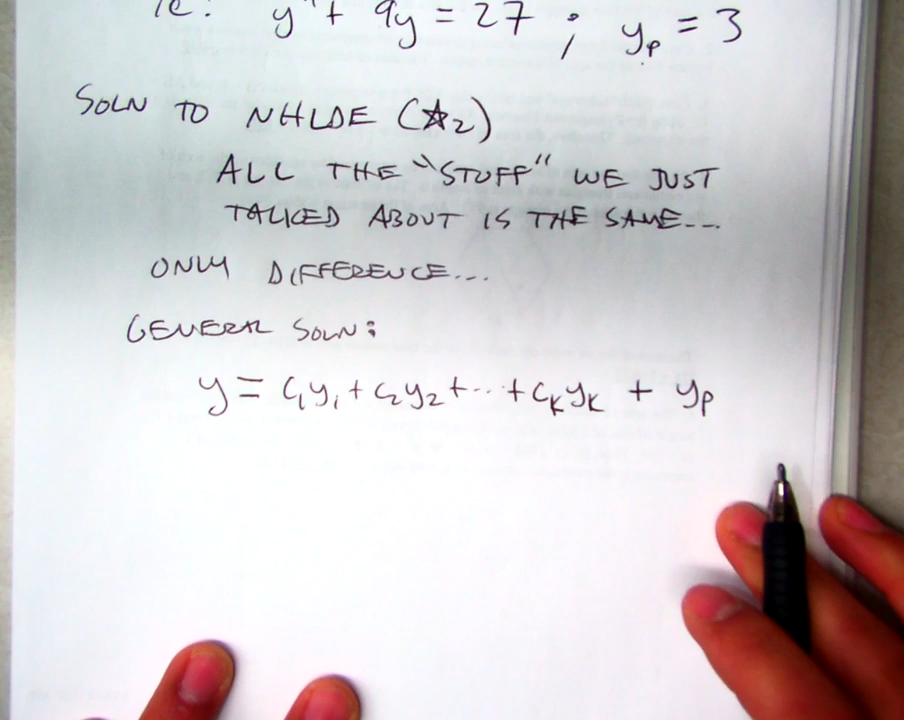 ie: y" + 9y = 27 ; yₚ = 3
SOLN TO NHLDE (☆₂)
ALL THE "STUFF" WE JUST
TALKED ABOUT IS THE SAME...
ONLY DIFFERENCE...
GENERAL SOLN:
y = c₁y₁ + c₂y₂ + ... + cₖyₖ + yₚ